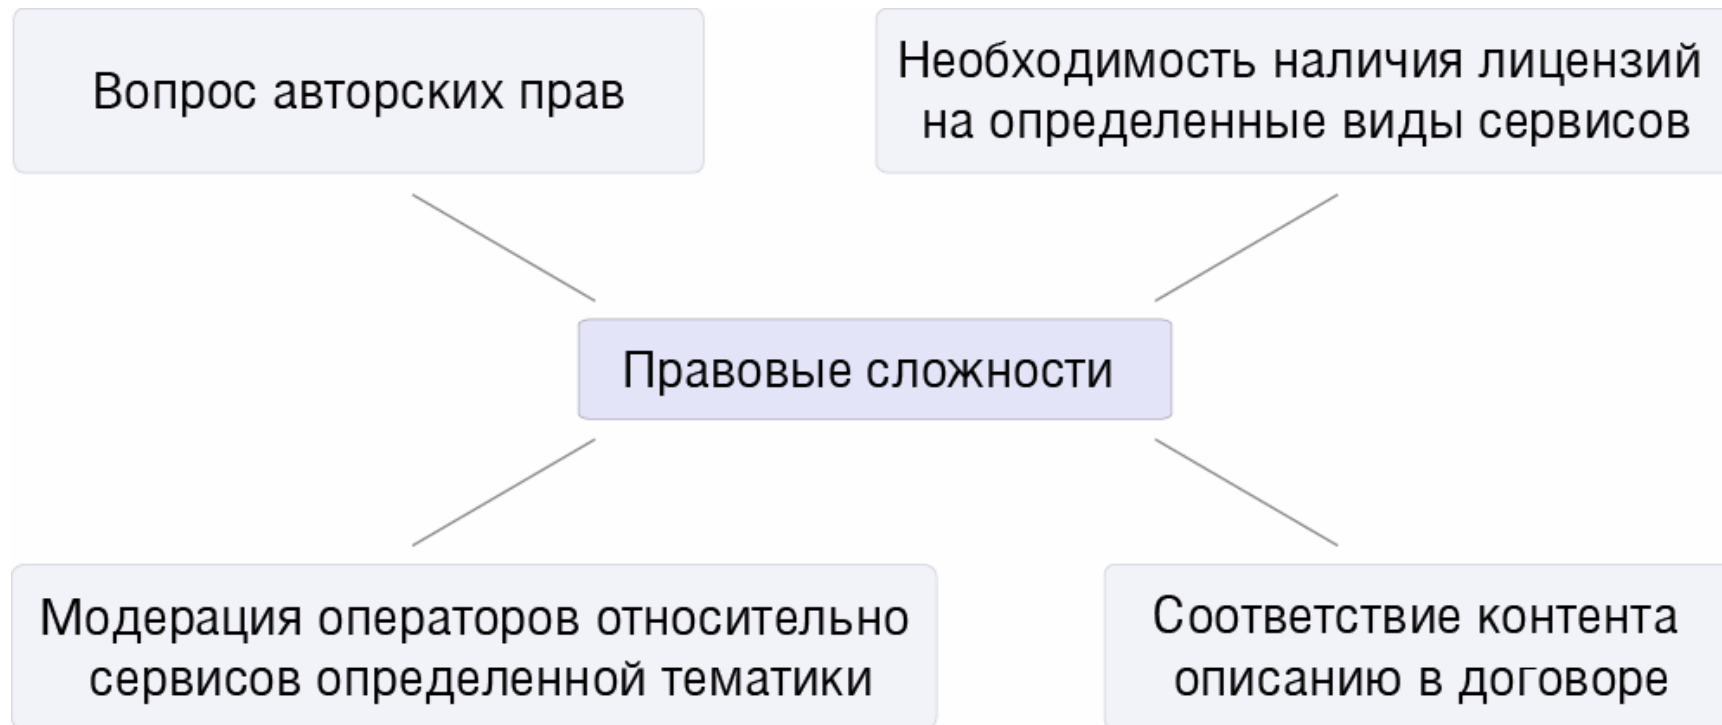 Вопрос авторских прав
Необходимость наличия лицензий
на определенные виды сервисов
Правовые сложности
Модерация операторов относительно
сервисов определенной тематики
Соответствие контента
описанию в договоре